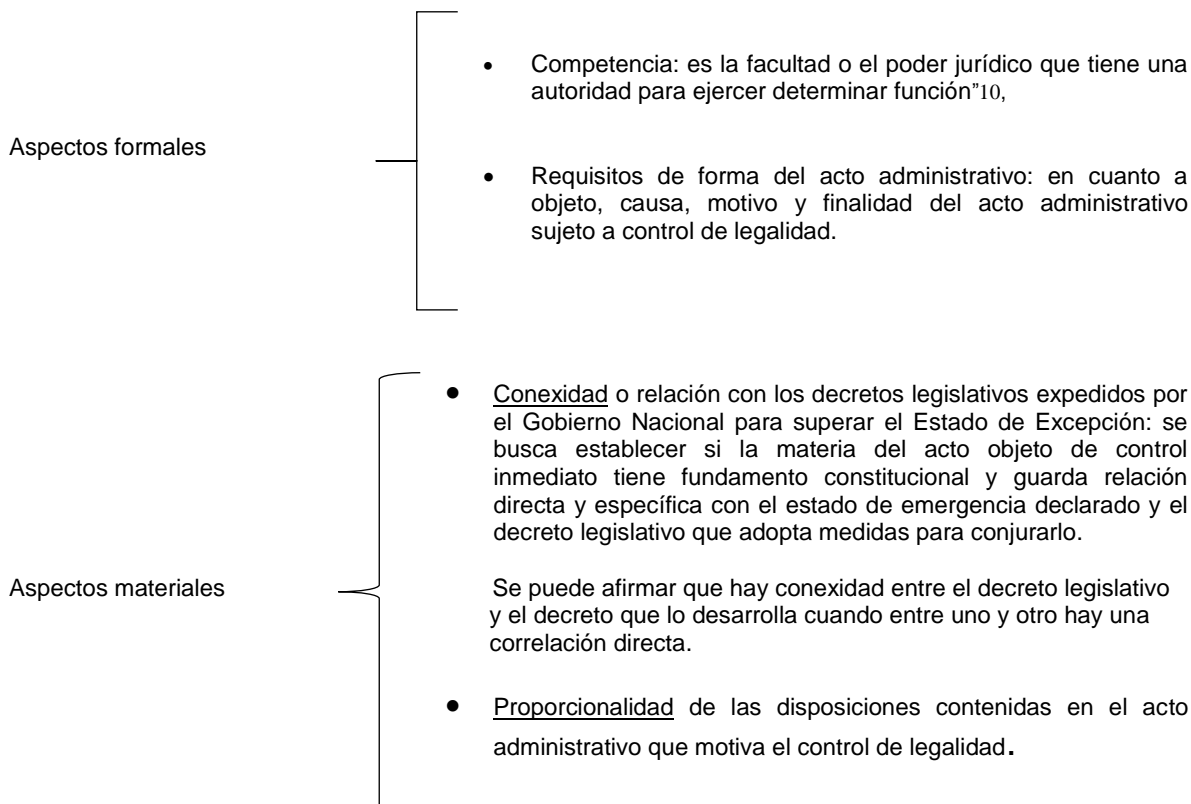 Competencia: es la facultad o el poder jurídico que tiene una
autoridad para ejercer determinar función”10,
Aspectos formales
Requisitos de forma del acto administrativo: en cuanto a
objeto, causa, motivo y finalidad del acto administrativo
sujeto a control de legalidad.
Conexidad o relación con los decretos legislativos expedidos por
el Gobierno Nacional para superar el Estado de Excepción: se
busca establecer si la materia del acto objeto de control
inmediato tiene fundamento constitucional y guarda relación
directa y específica con el estado de emergencia declarado y el
decreto legislativo que adopta medidas para conjurarlo.
Aspectos materiales
Se puede afirmar que hay conexidad entre el decreto legislativo
y el decreto que lo desarrolla cuando entre uno y otro hay una
correlación directa.
Proporcionalidad de las disposiciones contenidas en el acto
administrativo que motiva el control de legalidad.